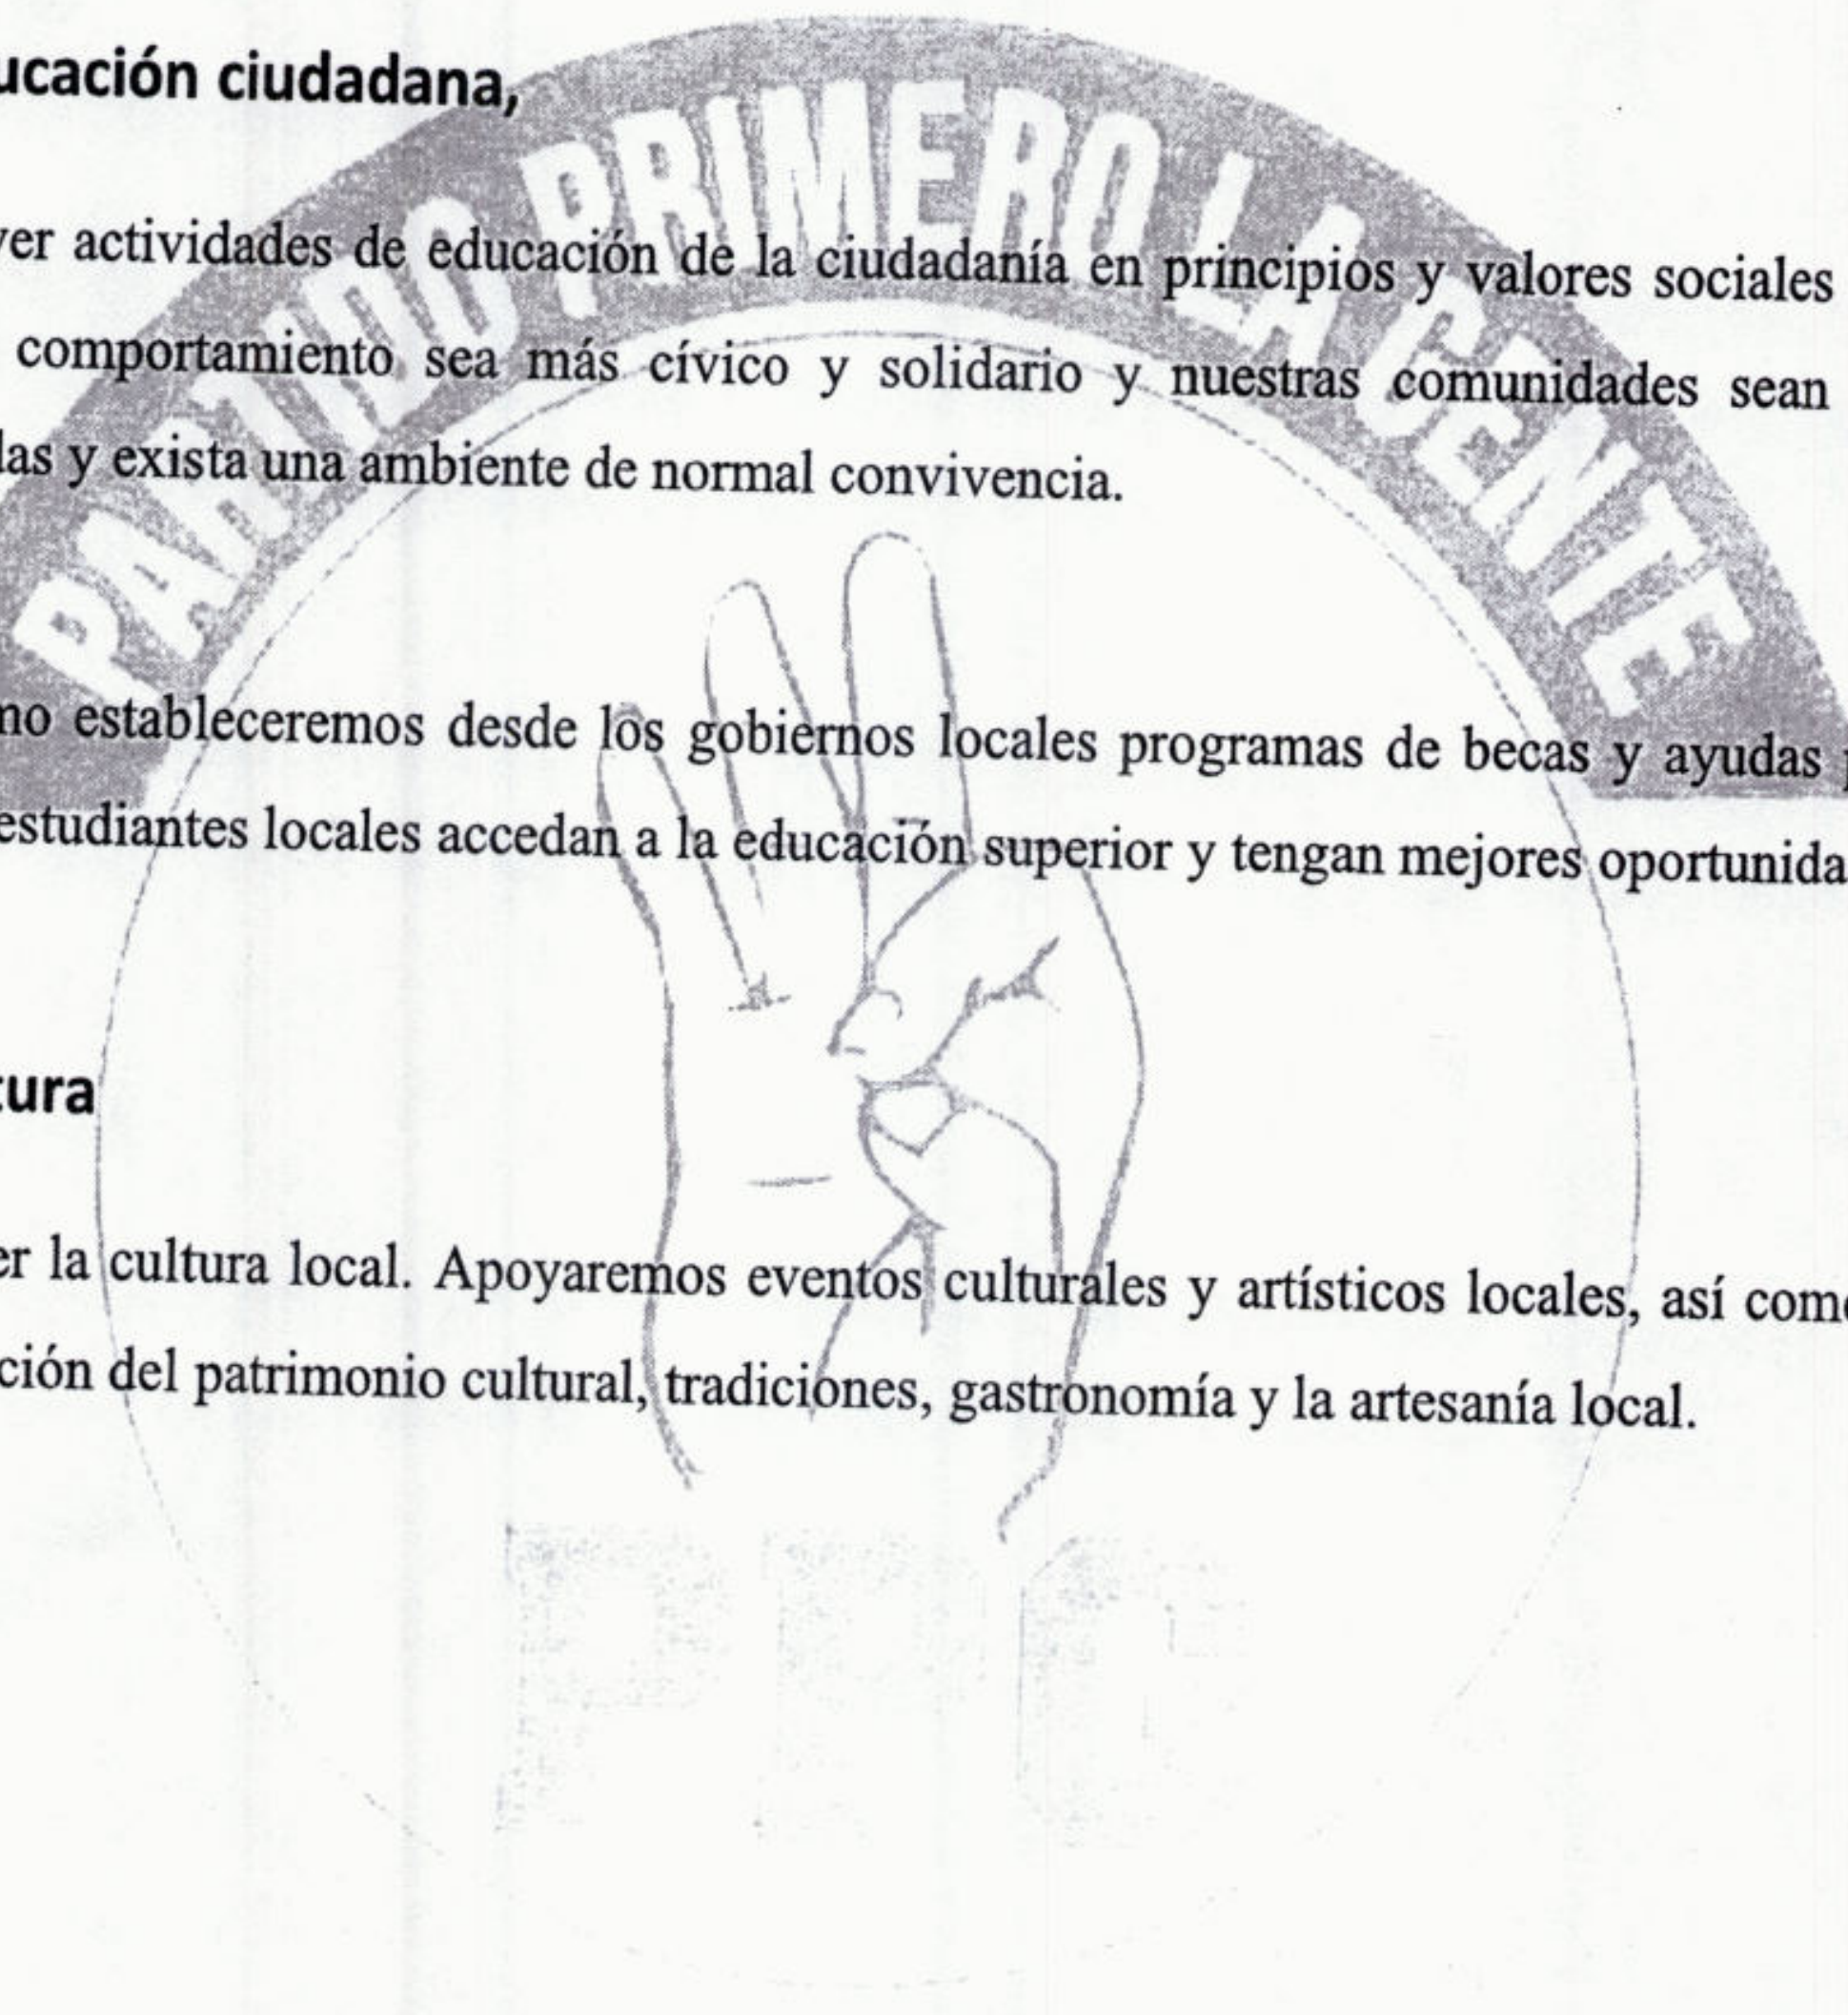 ucación ciudadana,
PARTIDO PRIMERO LA GENTE
ver actividades de educación de la ciudadanía en principios y valores sociales
comportamiento sea más cívico y solidario y nuestras comunidades sean
las y exista una ambiente de normal convivencia.
mo estableceremos desde los gobiernos locales programas de becas y ayudas p
estudiantes locales accedan a la educación superior y tengan mejores oportunida
tura
er la cultura local. Apoyaremos eventos culturales y artísticos locales, así como
ción del patrimonio cultural, tradiciones, gastronomía y la artesanía local.
PPG